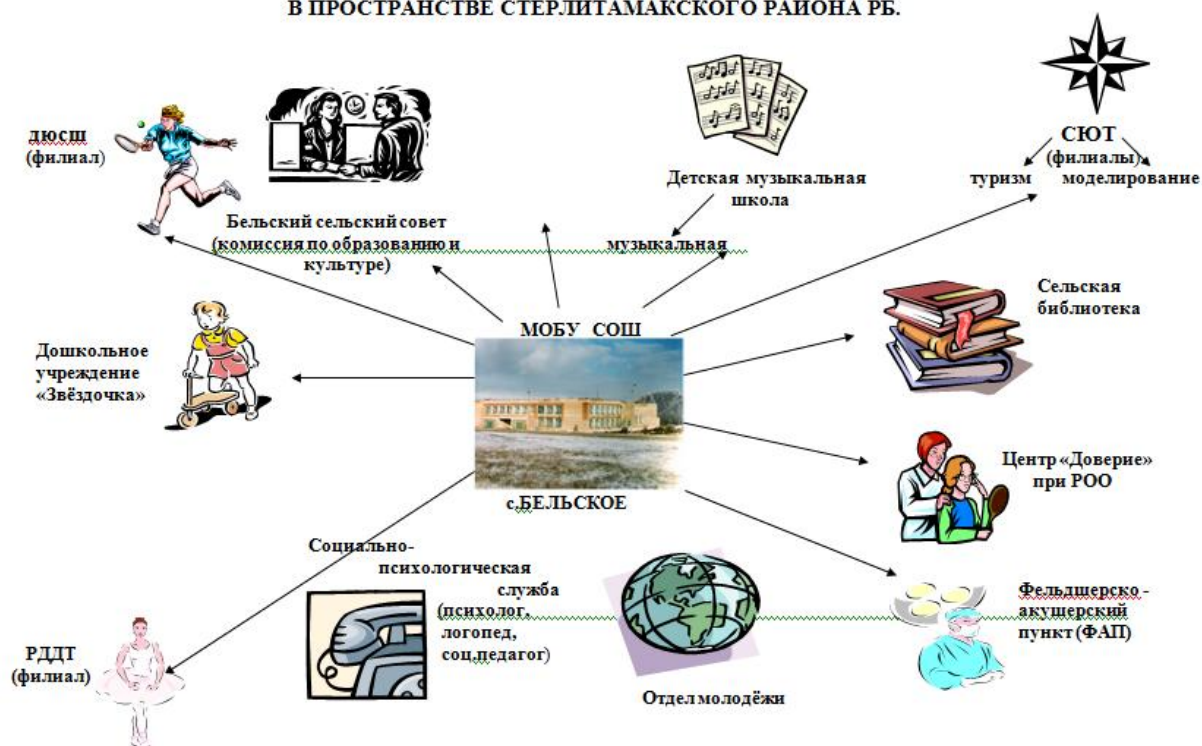 В ПРОСТРАНСТВЕ СТЕРЛИТАМАКСКОГО РАЙОНА РБ.
ДЮСШ
(филиал)
Бельский сельский совет
(комиссия по образованию и
культуре)
Детская музыкальная
школа
музыкальная
СЮТ
(филиалы)
туризм моделирование
Дошкольное
учреждение
«Звёздочка»
МОБУ СОШ
с.БЕЛЬСКОЕ
Сельская
библиотека
Центр «Доверие»
при РОО
Социально-
психологическая
служба
(психолог,
логопед,
соц.педагог)
Отдел молодёжи
Фельдшерско -
акушерский
пункт (ФАП)
РДДТ
(филиал)